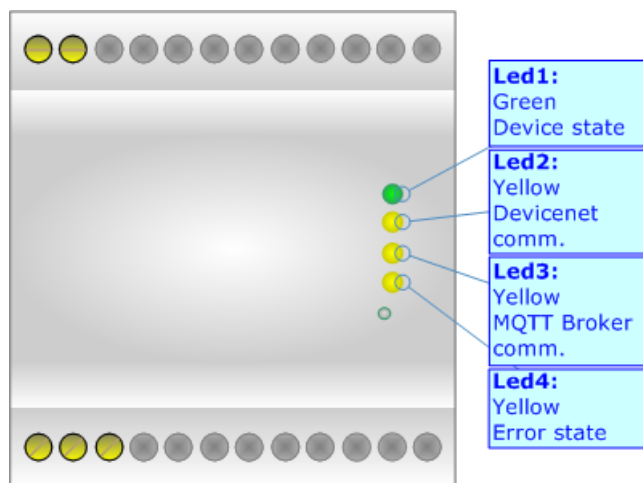 Led1:
Green
Device state
Led2:
Yellow
Devicenet
comm.
Led3:
Yellow
MQTT Broker
comm.
Led4:
Yellow
Error state